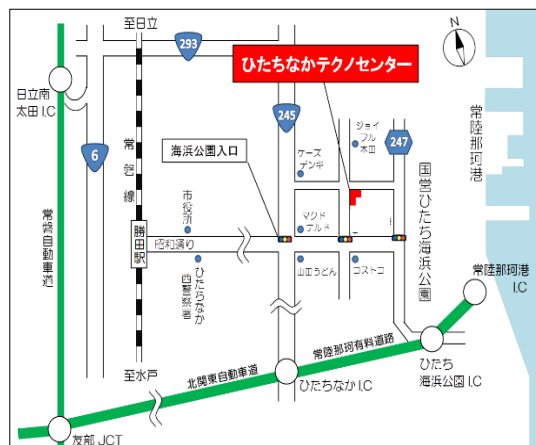 至日立
293
N
ひたちなかテクノセンター
日立南
太田 I.C
6
常磐線
245
247
海浜公園入口
ジョイ
フル
本田
ケーズ
デンキ
常陸那珂港
国営ひたち海浜公園
市役所
マクド
ナルド
勝田駅
昭和通り
常磐自動車道
ひたちなか
西警察署
山田うどん
コストコ
常陸那珂港
I.C
常陸那珂有料道路
ひたち
海浜公園 I.C
至水戸
北関東自動車道
ひたちなか I.C
友部 JCT